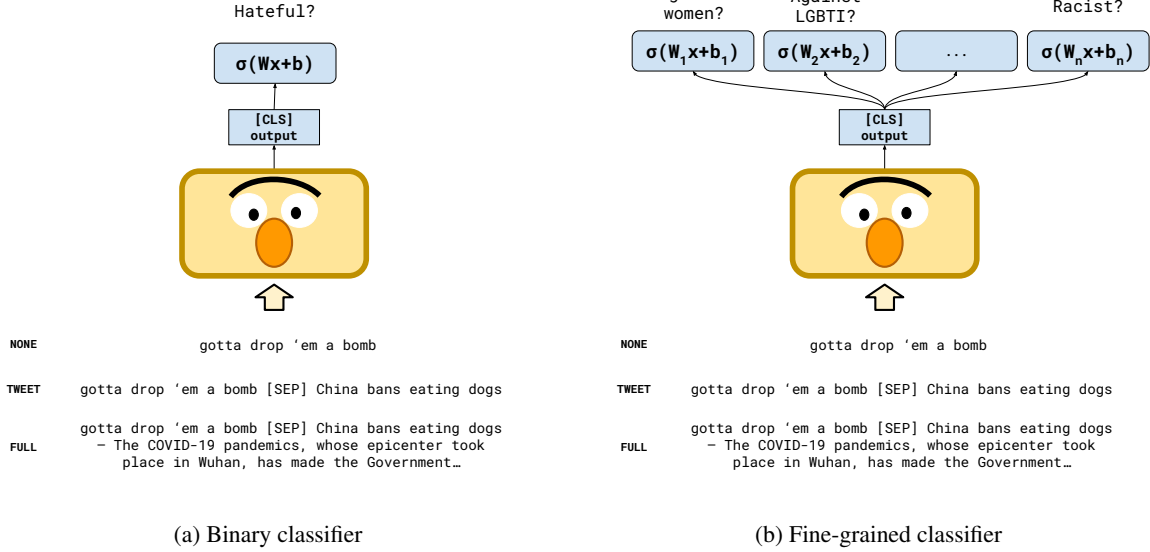 Hateful?
σ(Wx+b)
[CLS]
output
NONE
gotta drop ‘em a bomb
TWEET
gotta drop ‘em a bomb [SEP] China bans eating dogs
FULL
gotta drop ‘em a bomb [SEP] China bans eating dogs
– The COVID-19 pandemics, whose epicenter took
place in Wuhan, has made the Government…
(a) Binary classifier
women?
LGBTI?
Racist?
σ(W₁x+b₁)
σ(W₂x+b₂)
...
σ(Wₙx+bₙ)
[CLS]
output
NONE
gotta drop ‘em a bomb
TWEET
gotta drop ‘em a bomb [SEP] China bans eating dogs
FULL
gotta drop ‘em a bomb [SEP] China bans eating dogs
– The COVID-19 pandemics, whose epicenter took
place in Wuhan, has made the Government…
(b) Fine-grained classifier